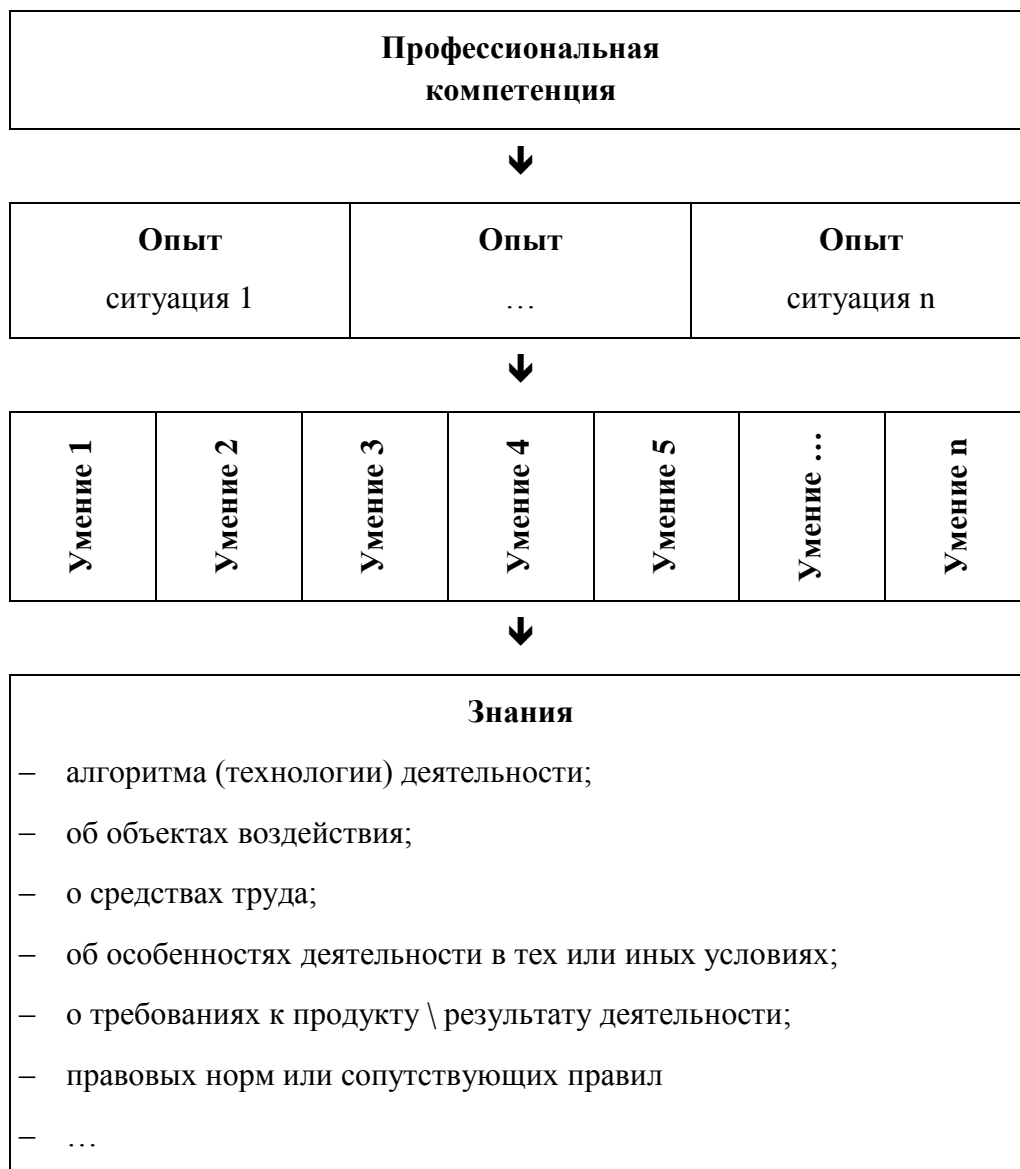 Профессиональная
компетенция
🡻
Опыт Опыт Опыт
ситуация 1 … ситуация n
🡻
Умение 1 Умение 2 Умение 3 Умение 4 Умение 5 Умение … Умение n
🡻
Знания
– алгоритма (технологии) деятельности;
– об объектах воздействия;
– о средствах труда;
– об особенностях деятельности в тех или иных условиях;
– о требованиях к продукту \ результату деятельности;
– правовых норм или сопутствующих правил
– …